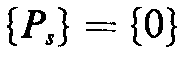 {P_s} = {0}